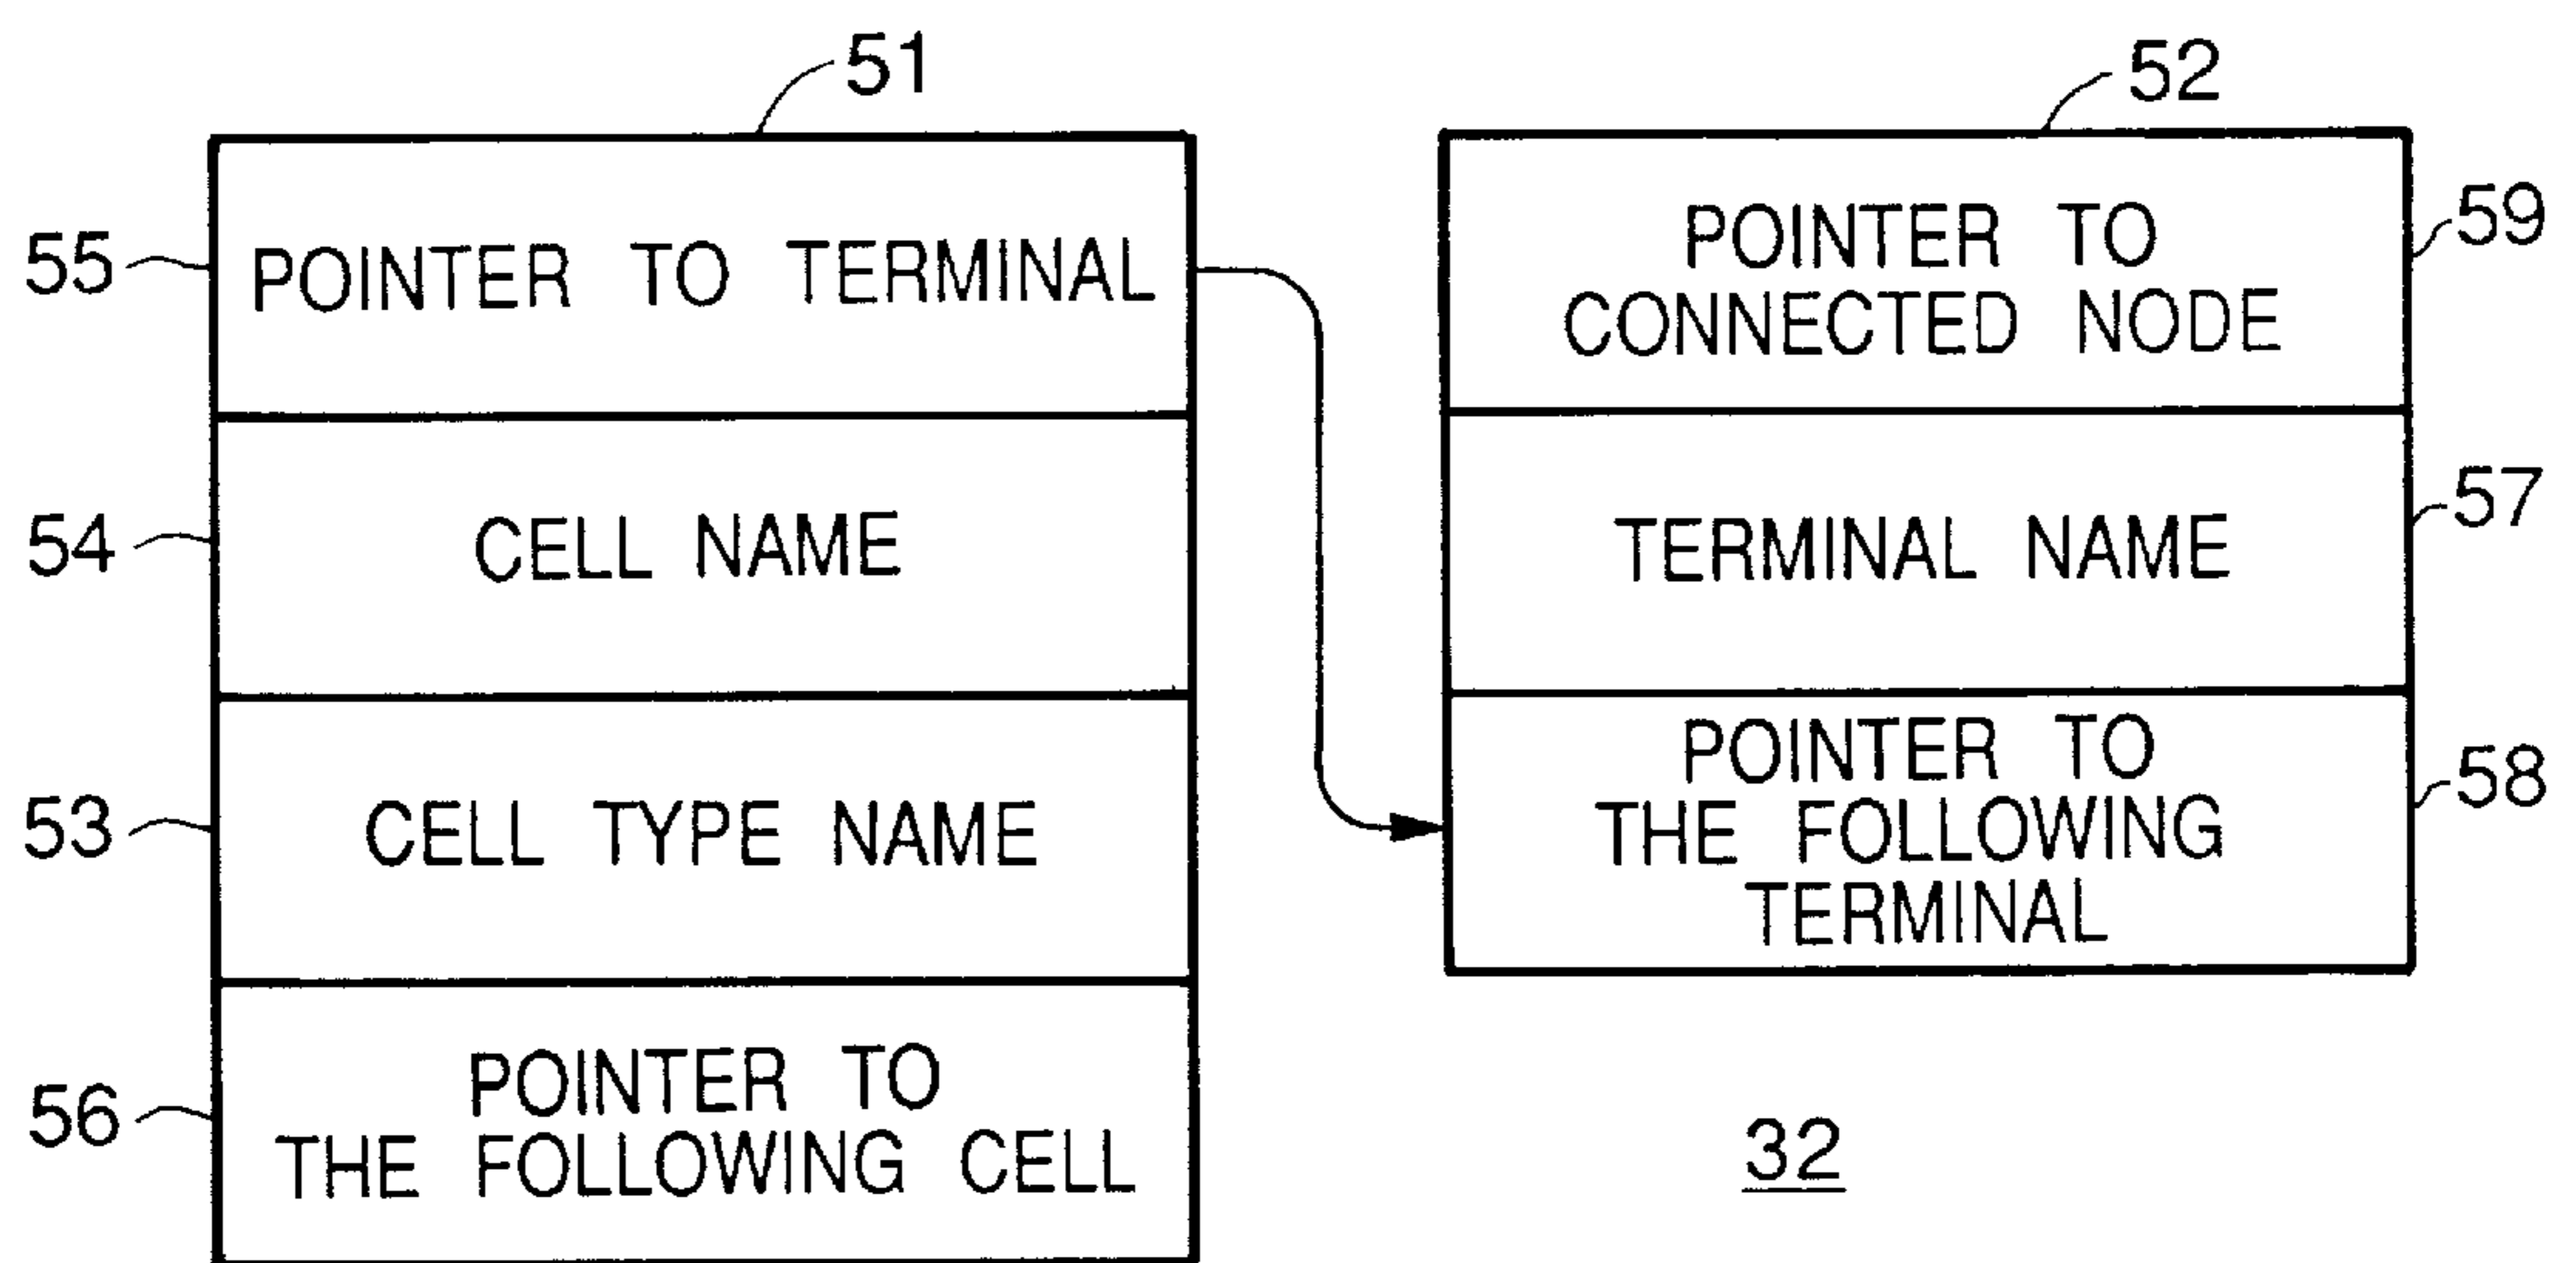 51
55
POINTER TO TERMINAL
54
CELL NAME
53
CELL TYPE NAME
56
POINTER TO
THE FOLLOWING CELL
52
POINTER TO
CONNECTED NODE
59
TERMINAL NAME
57
POINTER TO
THE FOLLOWING
TERMINAL
58
32